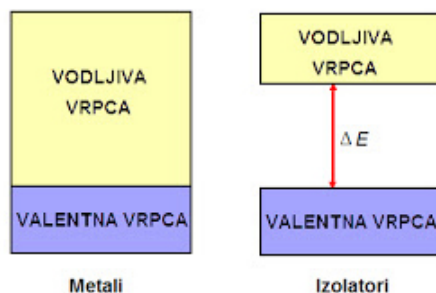 VODLJIVA
VRPCA
VALENTNA VRPCA
Metali
VODLJIVA
VRPCA
ΔE
VALENTNA VRPCA
Izolatori